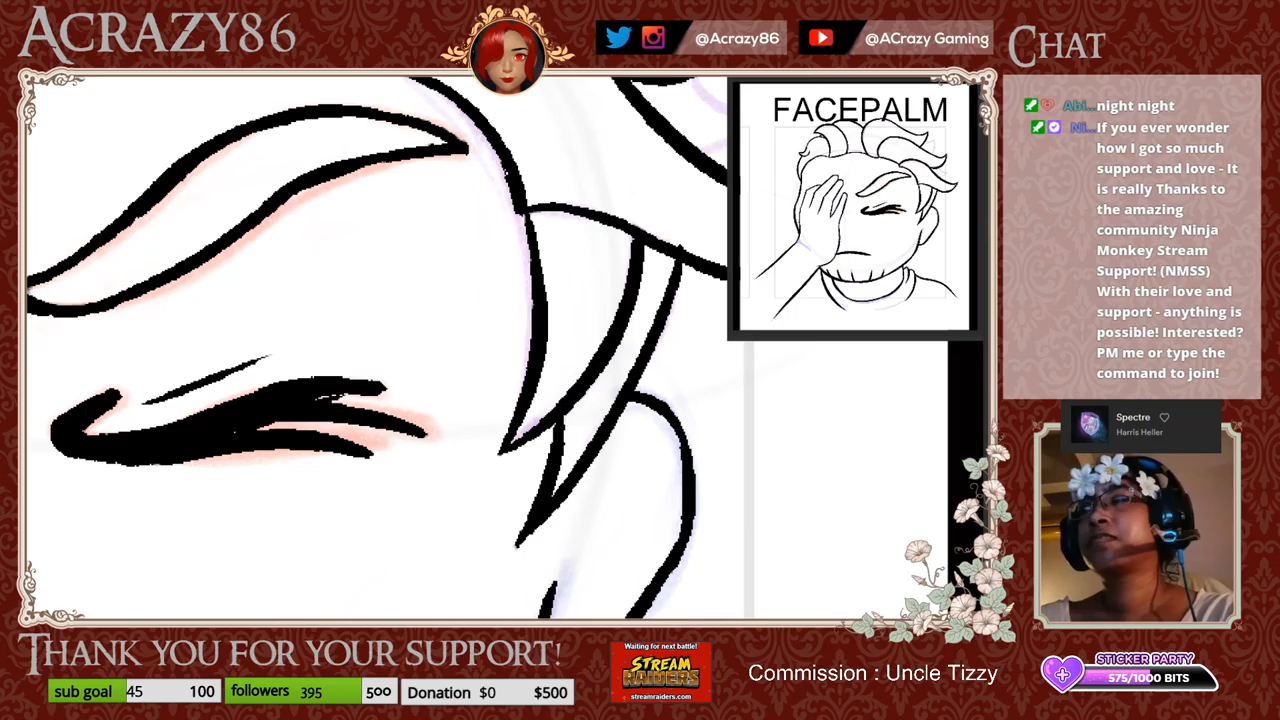 ACRAZY86
@Acrazy86
@ACrazy Gaming
CHAT
FACEPALM
Abi... night night
Ni... If you ever wonder
how I got so much
support and love - It
is really Thanks to
the amazing
community Ninja
Monkey Stream
Support! (NMSS)
With their love and
support - anything is
possible! Interested?
PM me or type the
command to join!
Spectre
Harris Heller
THANK YOU FOR YOUR SUPPORT!
sub goal 45 100
followers 395 500
Donation $0 $500
Waiting for next battle!
STREAM
RAIDERS
streamraiders.com
Commission : Uncle Tizzy
STICKER PARTY
575/1000 BITS